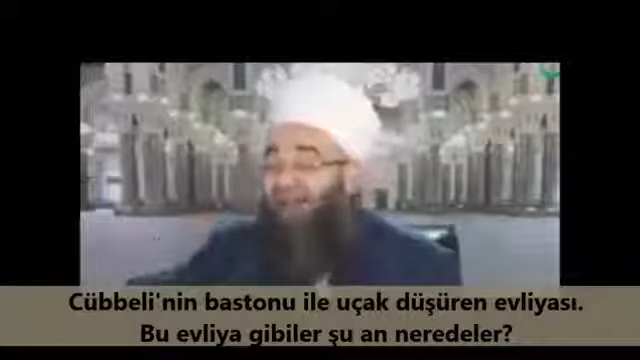 Cübbeli'nin bastonu ile uçak düşüren evliyası.
Bu evliya gibiler şu an neredeler?